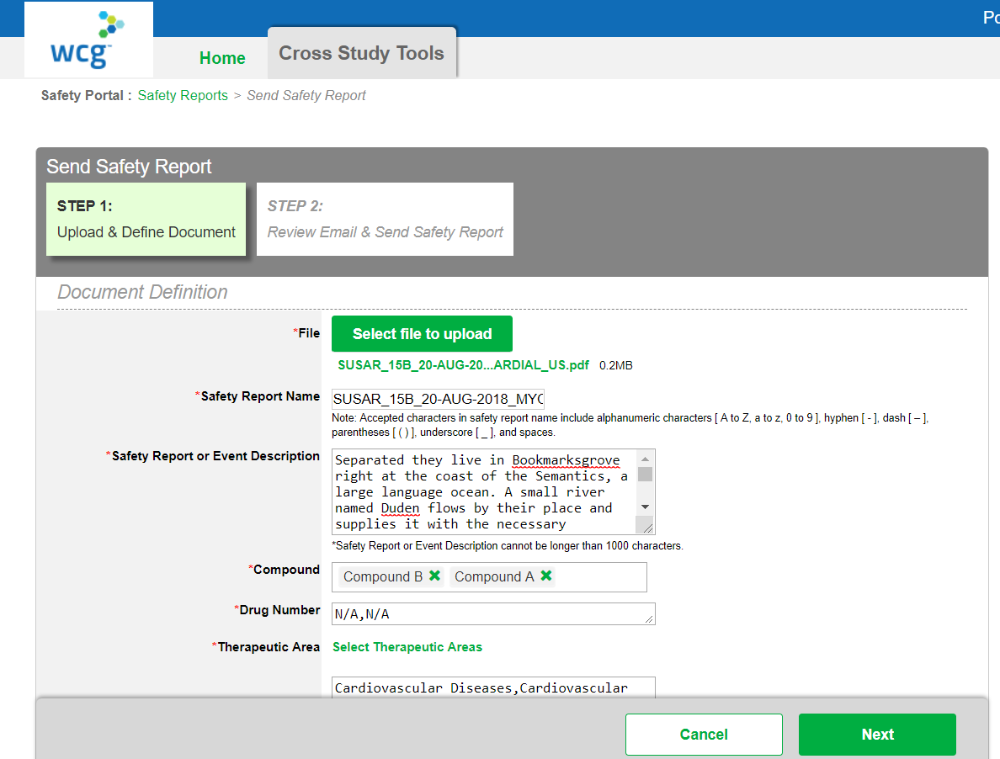 Po
wcg™
Home
Cross Study Tools
Safety Portal : Safety Reports > Send Safety Report
Send Safety Report
STEP 1:
Upload & Define Document
STEP 2:
Review Email & Send Safety Report
Document Definition
*File
Select file to upload
SUSAR_15B_20-AUG-20...ARDIAL_US.pdf 0.2MB
*Safety Report Name
SUSAR_15B_20-AUG-2018_MYC
Note: Accepted characters in safety report name include alphanumeric characters [ A to Z, a to z, 0 to 9 ], hyphen [ - ], dash [ – ],
parentheses [ ( ) ], underscore [ _ ], and spaces.
*Safety Report or Event Description
Separated they live in Bookmarksgrove
right at the coast of the Semantics, a
large language ocean. A small river
named Duden flows by their place and
supplies it with the necessary
*Safety Report or Event Description cannot be longer than 1000 characters.
*Compound
Compound B ✖ Compound A ✖
*Drug Number
N/A,N/A
*Therapeutic Area
Select Therapeutic Areas
Cardiovascular Diseases,Cardiovascular
Cancel
Next